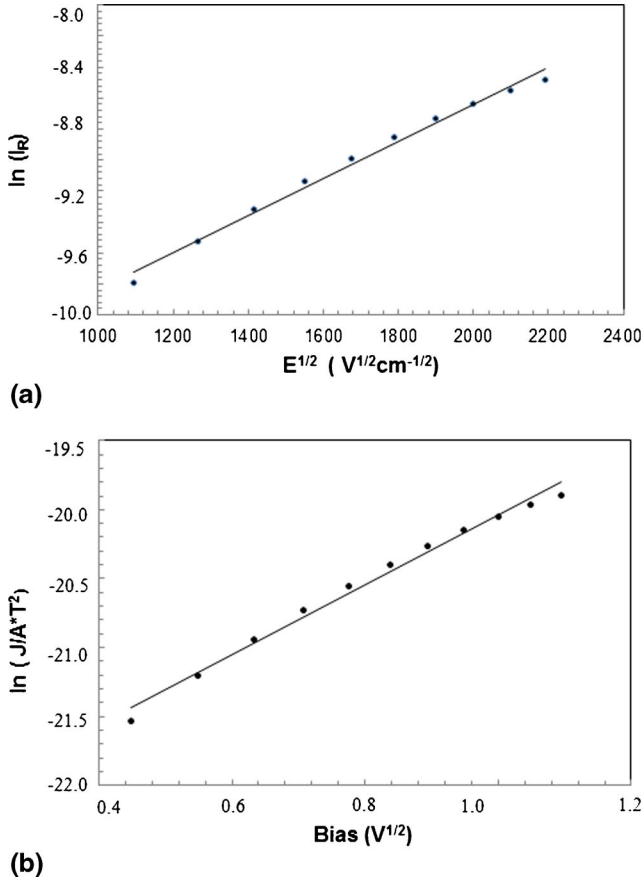 -8.0
-8.4
-8.8
-9.2
-9.6
-10.0
ln (I_R)
1000 1200 1400 1600 1800 2000 2200 2400
E^1/2 ( V^1/2cm^-1/2)
(a)
-19.5
-20.0
-20.5
-21.0
-21.5
-22.0
ln ( J/A*T^2)
0.4 0.6 0.8 1.0 1.2
Bias (V^1/2)
(b)